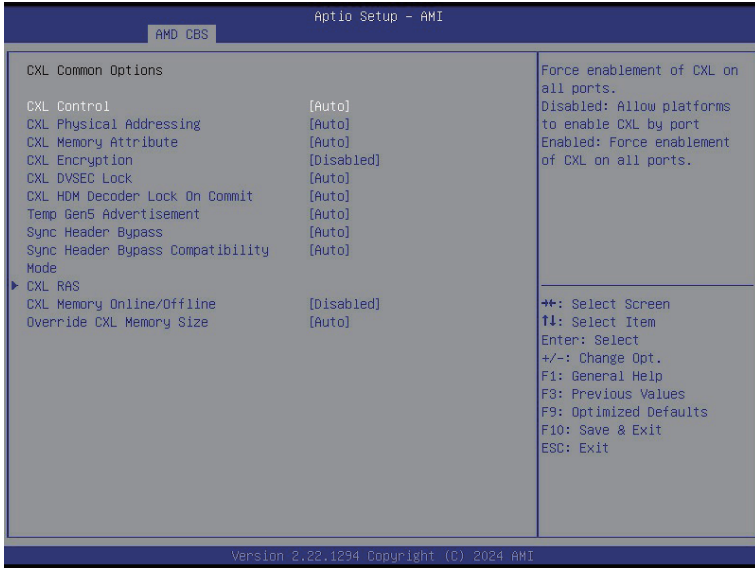 Aptio Setup – AMI
AMD CBS
CXL Common Options
CXL Control [Auto]
CXL Physical Addressing [Auto]
CXL Memory Attribute [Auto]
CXL Encryption [Disabled]
CXL DVSEC Lock [Auto]
CXL HDM Decoder Lock On Commit [Auto]
Temp Gen5 Advertisement [Auto]
Sync Header Bypass [Auto]
Sync Header Bypass Compatibility [Auto]
Mode
▶ CXL RAS
CXL Memory Online/Offline [Disabled]
Override CXL Memory Size [Auto]
Force enablement of CXL on
all ports.
Disabled: Allow platforms
to enable CXL by port
Enabled: Force enablement
of CXL on all ports.
→←: Select Screen
↑↓: Select Item
Enter: Select
+/-: Change Opt.
F1: General Help
F3: Previous Values
F9: Optimized Defaults
F10: Save & Exit
ESC: Exit
Version 2.22.1294 Copyright (C) 2024 AMI